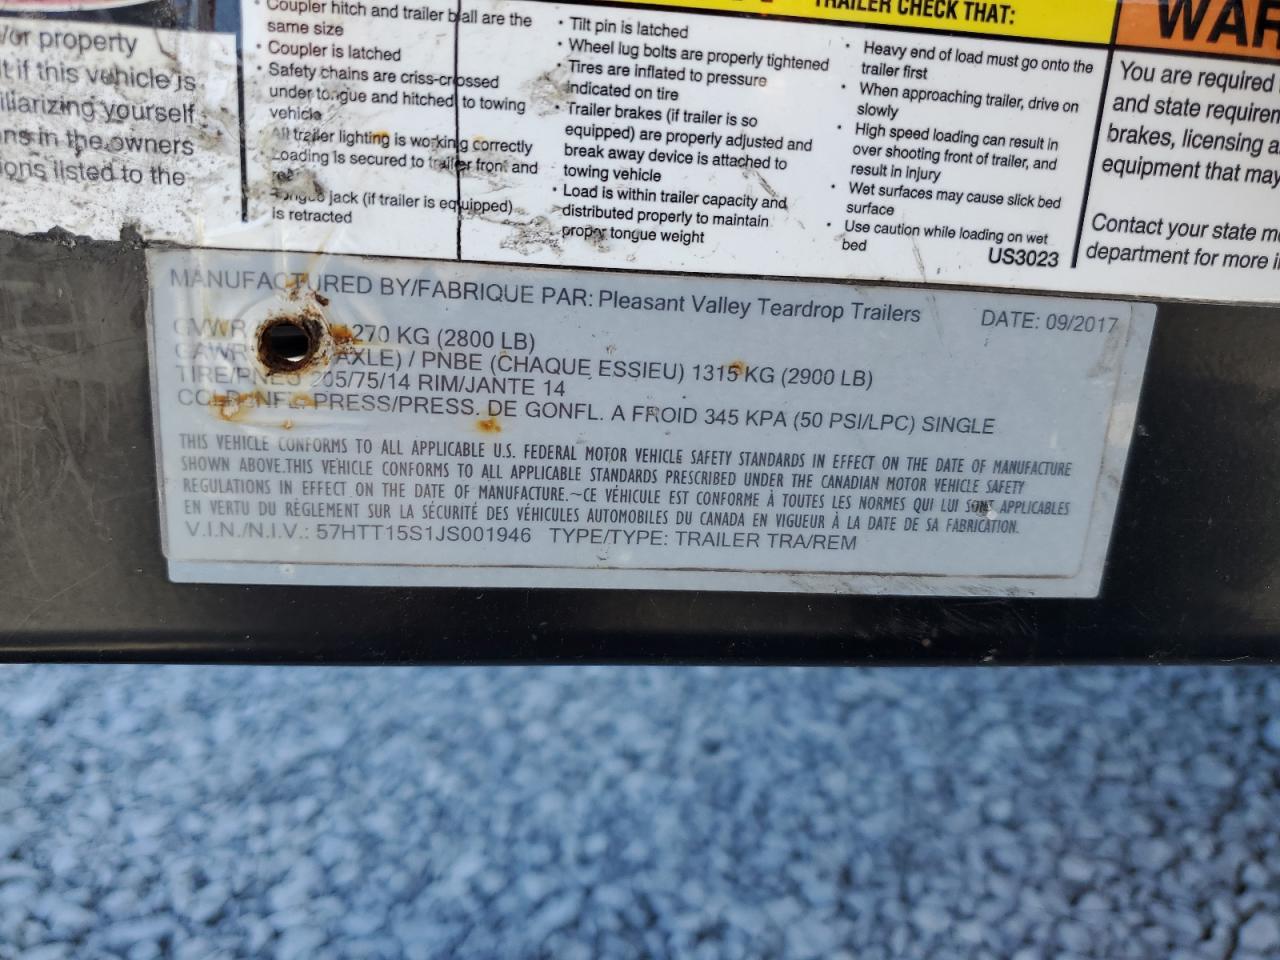 /or property
t if this vehicle is
iliarizing yourself
ns in the owners
ions listed to the
• Coupler hitch and trailer ball are the
same size
• Coupler is latched
• Safety chains are criss-crossed
under tongue and hitched to towing
vehicle
All trailer lighting is working correctly
Loading is secured to trailer front and
Tongue jack (if trailer is equipped)
is retracted
• Tilt pin is latched
• Wheel lug bolts are properly tightened
• Tires are inflated to pressure
indicated on tire
• Trailer brakes (if trailer is so
equipped) are properly adjusted and
break away device is attached to
towing vehicle
• Load is within trailer capacity and
distributed properly to maintain
proper tongue weight
TRAILER CHECK THAT:
• Heavy end of load must go onto the
trailer first
• When approaching trailer, drive on
slowly
• High speed loading can result in
over shooting front of trailer, and
result in injury
• Wet surfaces may cause slick bed
surface
• Use caution while loading on wet
bed
US3023
WAR
You are required
and state requirem
brakes, licensing a
equipment that may
Contact your state m
department for more i
MANUFACTURED BY/FABRIQUE PAR: Pleasant Valley Teardrop Trailers DATE: 09/2017
GVWR 270 KG (2800 LB)
GAWR AXLE) / PNBE (CHAQUE ESSIEU) 1315 KG (2900 LB)
TIRE/PNEU 205/75/14 RIM/JANTE 14
COLD INFL. PRESS/PRESS. DE GONFL. A FROID 345 KPA (50 PSI/LPC) SINGLE
THIS VEHICLE CONFORMS TO ALL APPLICABLE U.S. FEDERAL MOTOR VEHICLE SAFETY STANDARDS IN EFFECT ON THE DATE OF MANUFACTURE
SHOWN ABOVE.THIS VEHICLE CONFORMS TO ALL APPLICABLE STANDARDS PRESCRIBED UNDER THE CANADIAN MOTOR VEHICLE SAFETY
REGULATIONS IN EFFECT ON THE DATE OF MANUFACTURE.~CE VÉHICULE EST CONFORME À TOUTES LES NORMES QUI LUI SONT APPLICABLES
EN VERTU DU RÈGLEMENT SUR LA SÉCURITÉ DES VÉHICULES AUTOMOBILES DU CANADA EN VIGUEUR À LA DATE DE SA FABRICATION.
V.I.N./N.I.V.: 57HTT15S1JS001946 TYPE/TYPE: TRAILER TRA/REM